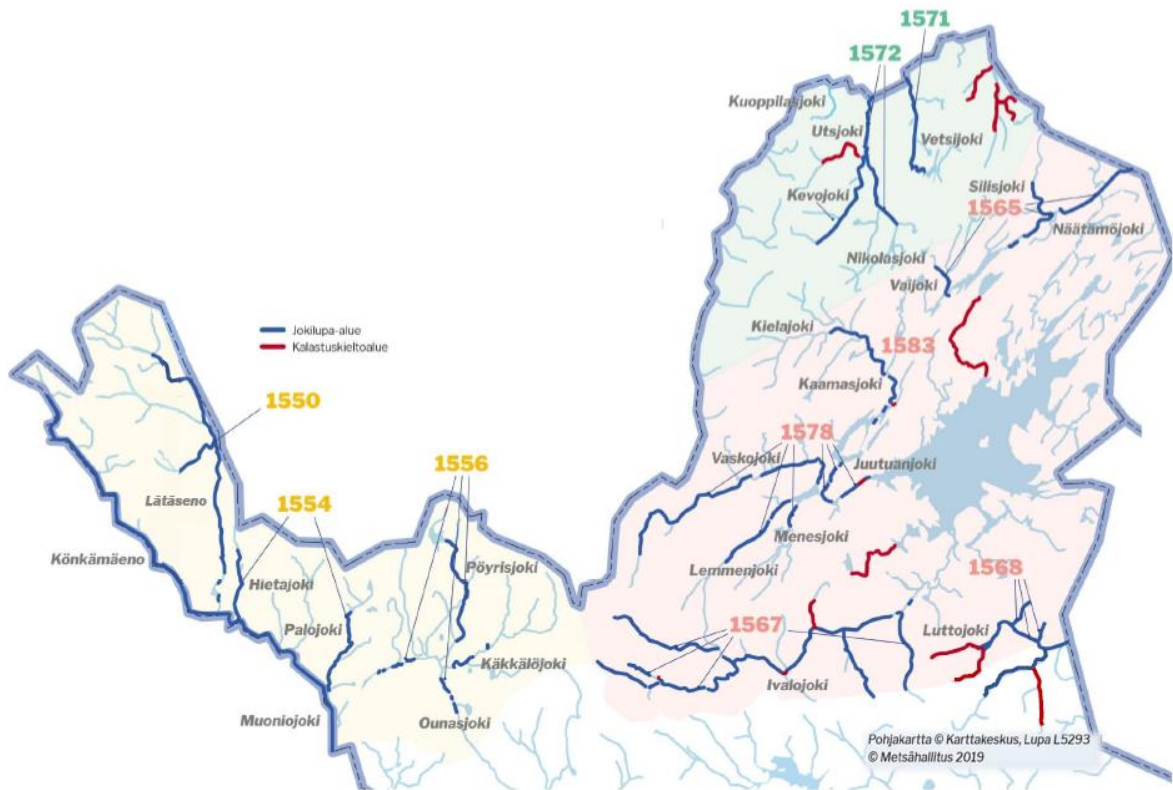 1571
1572
Kuoppilasjoki
Utsjoki
Vetsijoki
Kevojoki
Silisjoki
1565
Näätämöjoki
Nikolasjoki
Vaijoki
Kielajoki
1583
Jokilupa-alue
Kalastuskieltoalue
Kaamasjoki
1550
1578
1556
Vaskojoki
Juutuanjoki
Lätäseno
1554
Menesjoki
Könkämäeno
Pöyrisjoki
Lemmenjoki
1568
Hietajoki
Palojoki
1567
Luttojoki
Käkkälöjoki
Ivalojoki
Muoniojoki
Ounasjoki
Pohjakartta © Karttakeskus, Lupa L5293
© Metsähallitus 2019